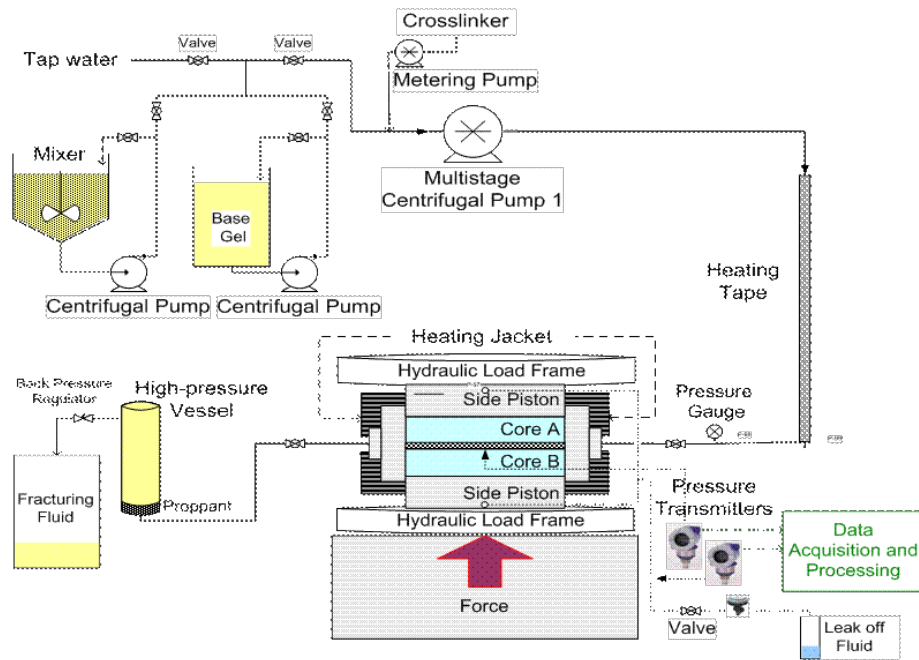 Crosslinker
Valve
Valve
Tap water
Metering Pump
Mixer
Multistage
Centrifugal Pump 1
Base
Gel
Heating
Tape
Centrifugal Pump
Centrifugal Pump
Heating Jacket
Hydraulic Load Frame
Back Pressure
Regulator
High-pressure
Vessel
Side Piston
Pressure
Gauge
Core A
Core B
Fracturing
Fluid
Proppant
Side Piston
Pressure
Transmitters
Hydraulic Load Frame
Data
Acquisition and
Processing
Force
Valve
Leak off
Fluid